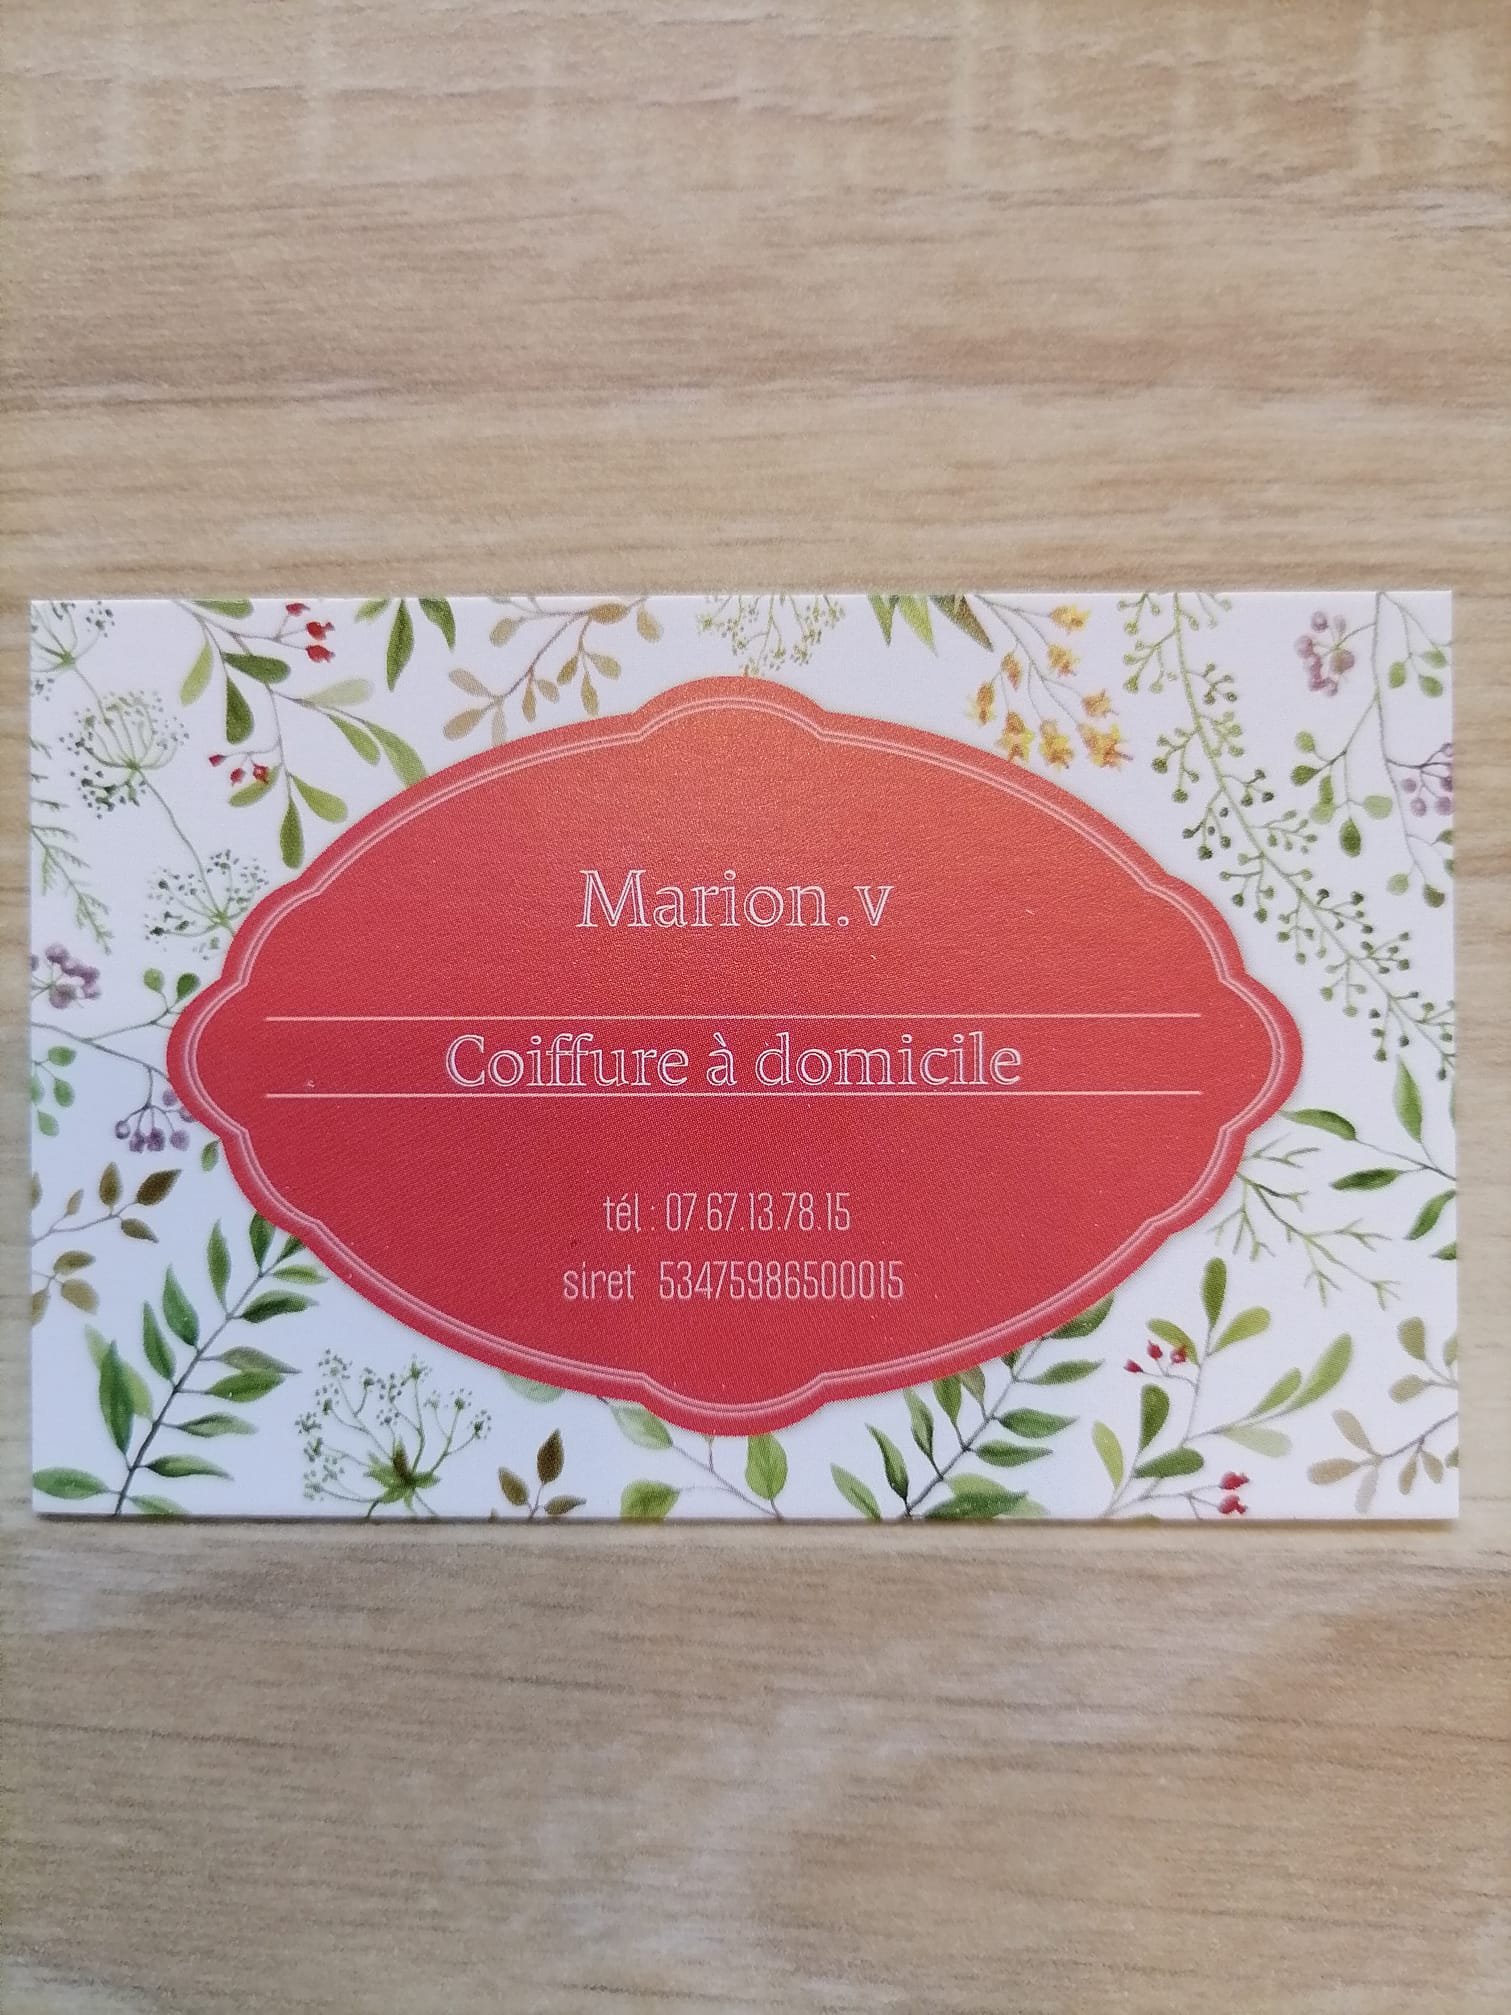 Marion.v
Coiffure à domicile
tél : 07.67.13.78.15
siret 53475986500015